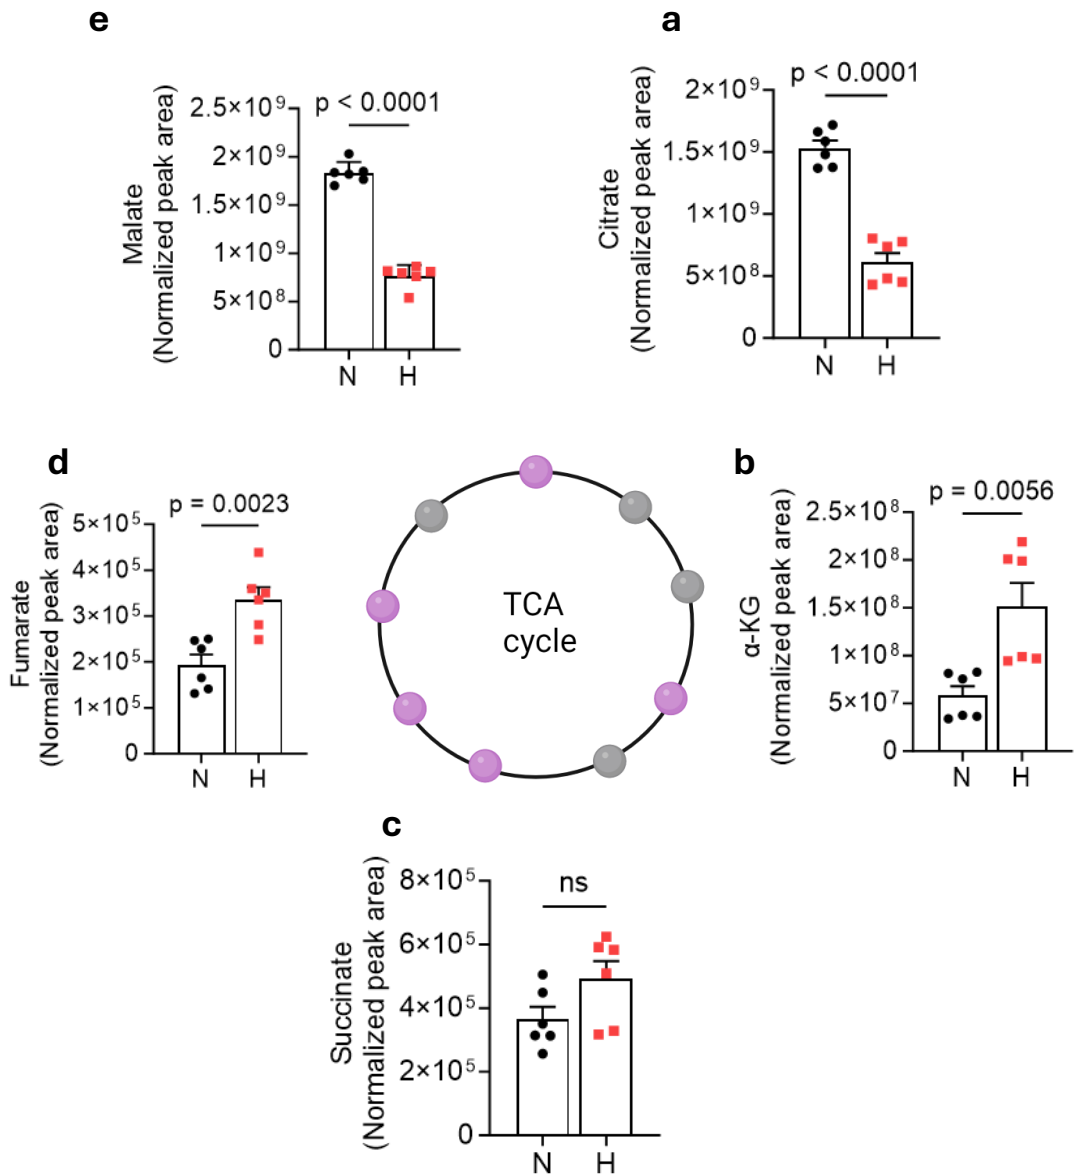 e
p < 0.0001
Malate
(Normalized peak area)
2.5×10⁹
2×10⁹
1.5×10⁹
1×10⁹
5×10⁸
0
N H
a
p < 0.0001
Citrate
(Normalized peak area)
2×10⁹
1.5×10⁹
1×10⁹
5×10⁸
0
N H
d
p = 0.0023
Fumarate
(Normalized peak area)
5×10⁵
4×10⁵
3×10⁵
2×10⁵
1×10⁵
0
N H
TCA
cycle
b
p = 0.0056
α-KG
(Normalized peak area)
2.5×10⁸
2×10⁸
1.5×10⁸
1×10⁸
5×10⁷
0
N H
c
ns
Succinate
(Normalized peak area)
8×10⁵
6×10⁵
4×10⁵
2×10⁵
0
N H